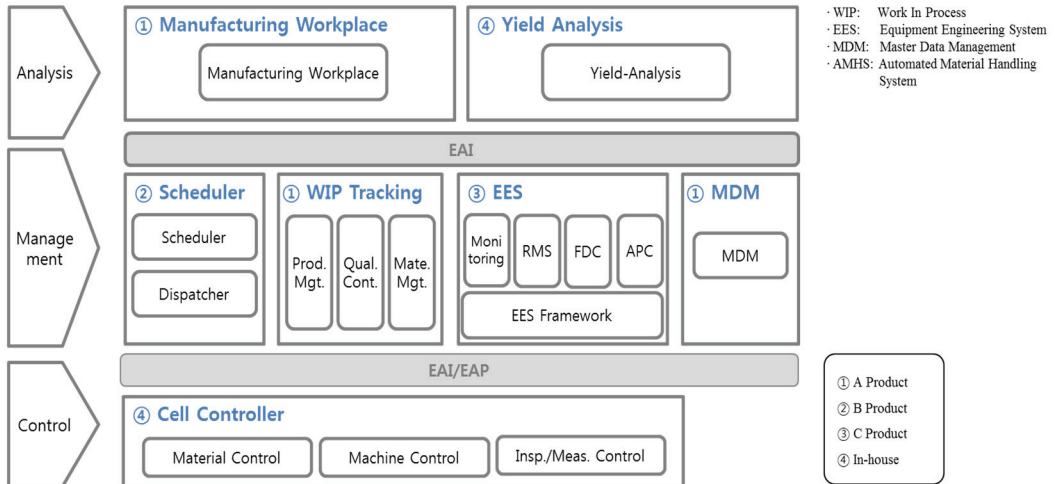 Analysis
① Manufacturing Workplace
Manufacturing Workplace
④ Yield Analysis
Yield-Analysis
· WIP: Work In Process
· EES: Equipment Engineering System
· MDM: Master Data Management
· AMHS: Automated Material Handling
System
EAI
Manage
ment
② Scheduler
Scheduler
Dispatcher
① WIP Tracking
Prod.
Mgt.
Qual.
Cont.
Mate.
Mgt.
③ EES
Moni
toring
RMS
FDC
APC
EES Framework
① MDM
MDM
EAI/EAP
Control
④ Cell Controller
Material Control
Machine Control
Insp./Meas. Control
① A Product
② B Product
③ C Product
④ In-house